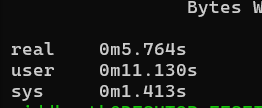 Bytes W
real 0m5.764s
user 0m11.130s
sys 0m1.413s